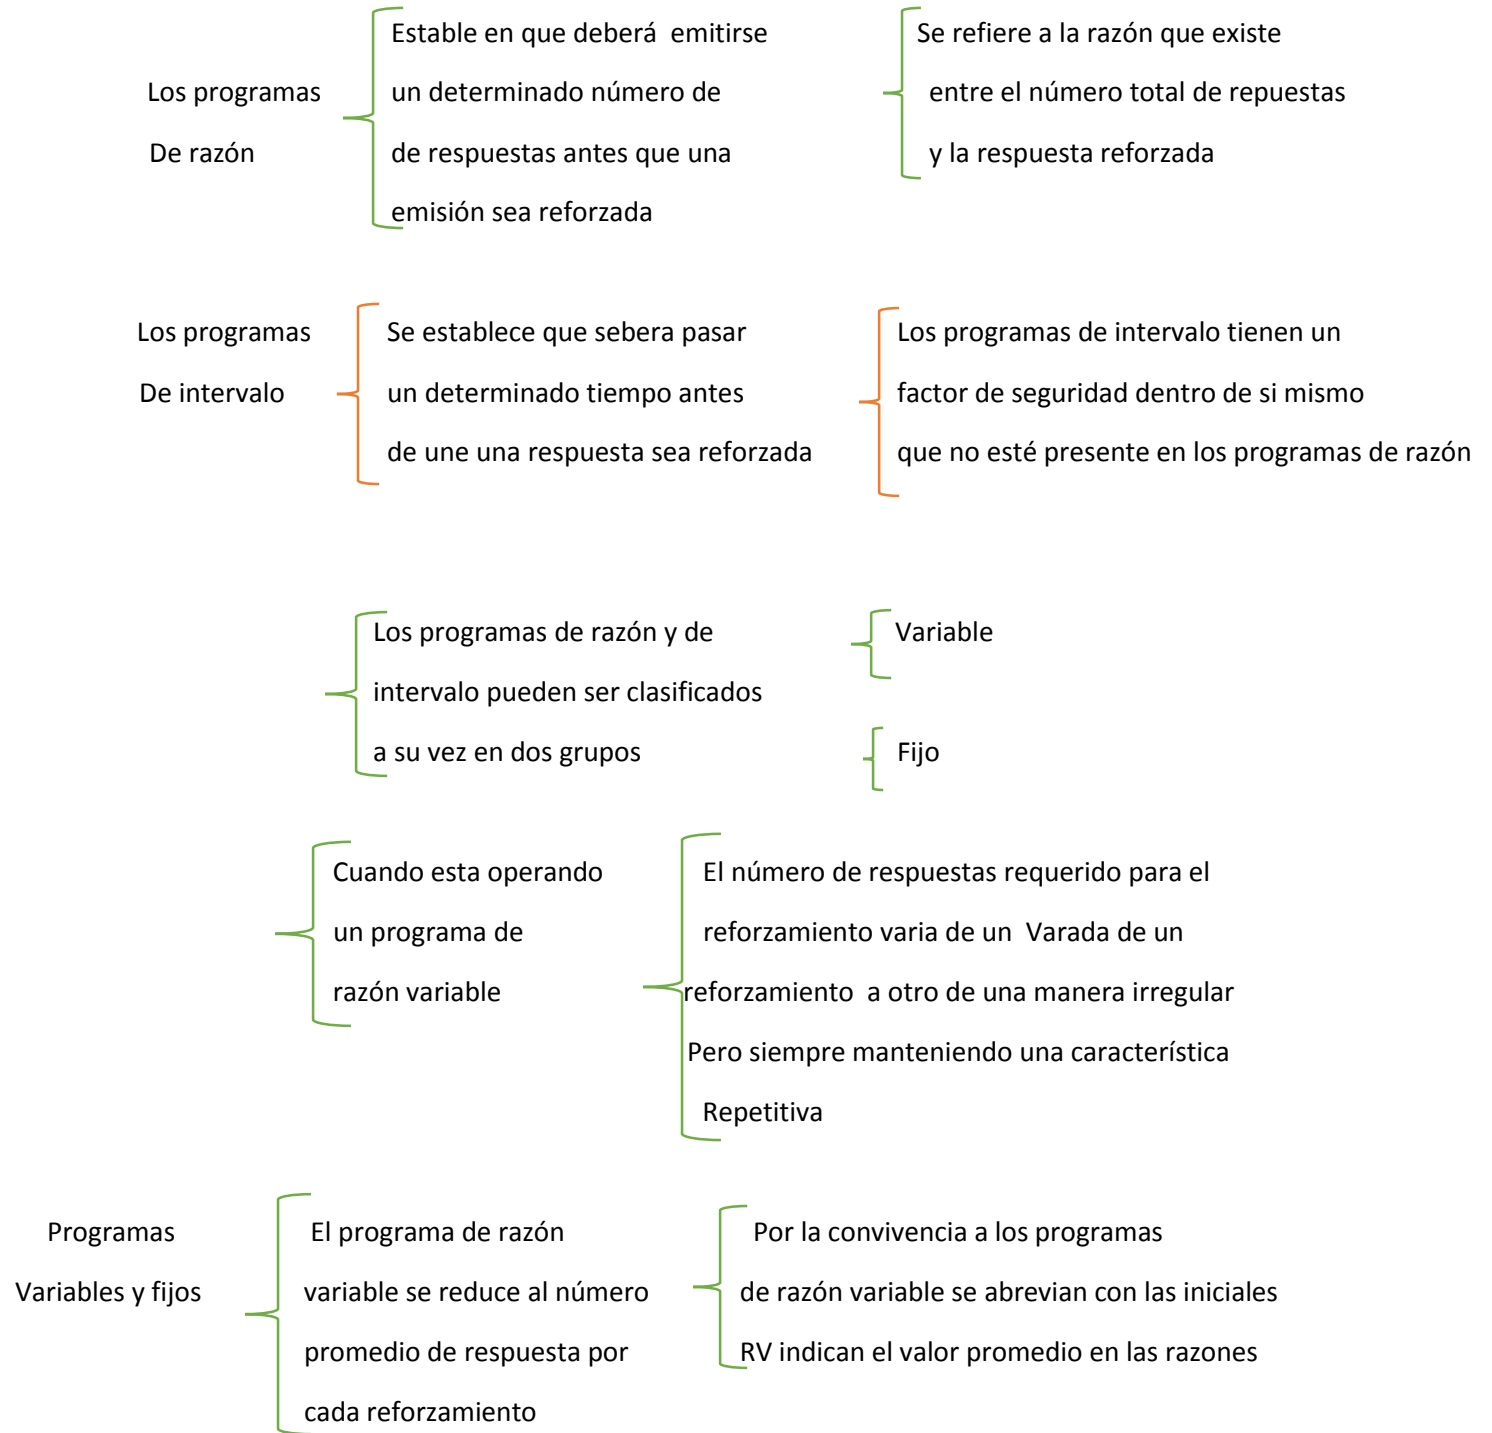 Los programas
De razón
Estable en que deberá  emitirse
un determinado número de
de respuestas antes que una
emisión sea reforzada
Se refiere a la razón que existe
entre el número total de repuestas
y la respuesta reforzada
Los programas
De intervalo
Se establece que sebera pasar
un determinado tiempo antes
de une una respuesta sea reforzada
Los programas de intervalo tienen un
factor de seguridad dentro de si mismo
que no esté presente en los programas de razón
Los programas de razón y de
intervalo pueden ser clasificados
a su vez en dos grupos
Variable
Fijo
Cuando esta operando
un programa de
razón variable
El número de respuestas requerido para el
reforzamiento varia de un  Varada de un
reforzamiento  a otro de una manera irregular
Pero siempre manteniendo una característica
Repetitiva
Programas
Variables y fijos
El programa de razón
variable se reduce al número
promedio de respuesta por
cada reforzamiento
Por la convivencia a los programas
de razón variable se abrevian con las iniciales
RV indican el valor promedio en las razones